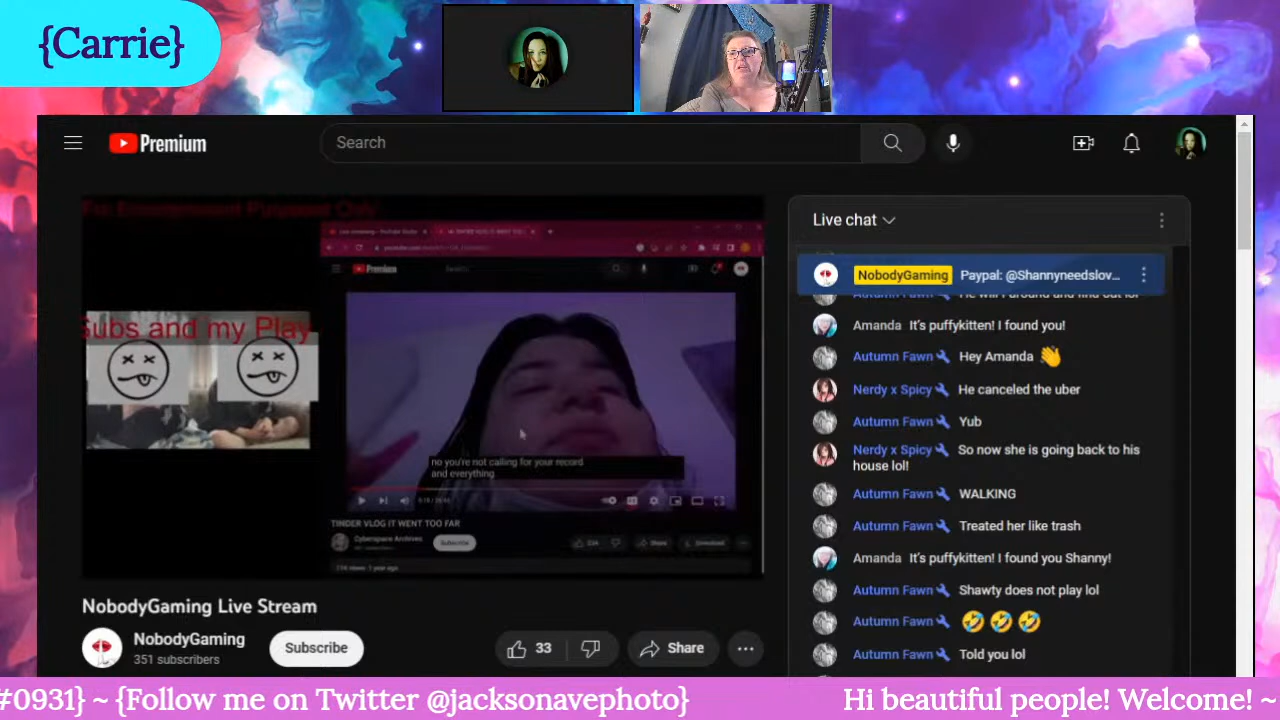 {Carrie}
Premium
Search
For Entertainment Purposes Only
Subs and my Play
Premium
no you're not calling for your record
and everything
TINDER VLOG IT WENT TOO FAR
Cyberspace Archives
Subscribe
Share
Download
NobodyGaming Live Stream
NobodyGaming
351 subscribers
Subscribe
33
Share
Live chat
NobodyGaming Paypal: @Shannyneedslov...
Amanda It's puffykitten! I found you!
Autumn Fawn Hey Amanda 👋
Nerdy x Spicy He canceled the uber
Autumn Fawn Yub
Nerdy x Spicy So now she is going back to his
house lol!
Autumn Fawn WALKING
Autumn Fawn Treated her like trash
Amanda It's puffykitten! I found you Shanny!
Autumn Fawn Shawty does not play lol
Autumn Fawn 🤣 🤣 🤣
Autumn Fawn Told you lol
#0931} ~ {Follow me on Twitter @jacksonavephoto} Hi beautiful people! Welcome! ~